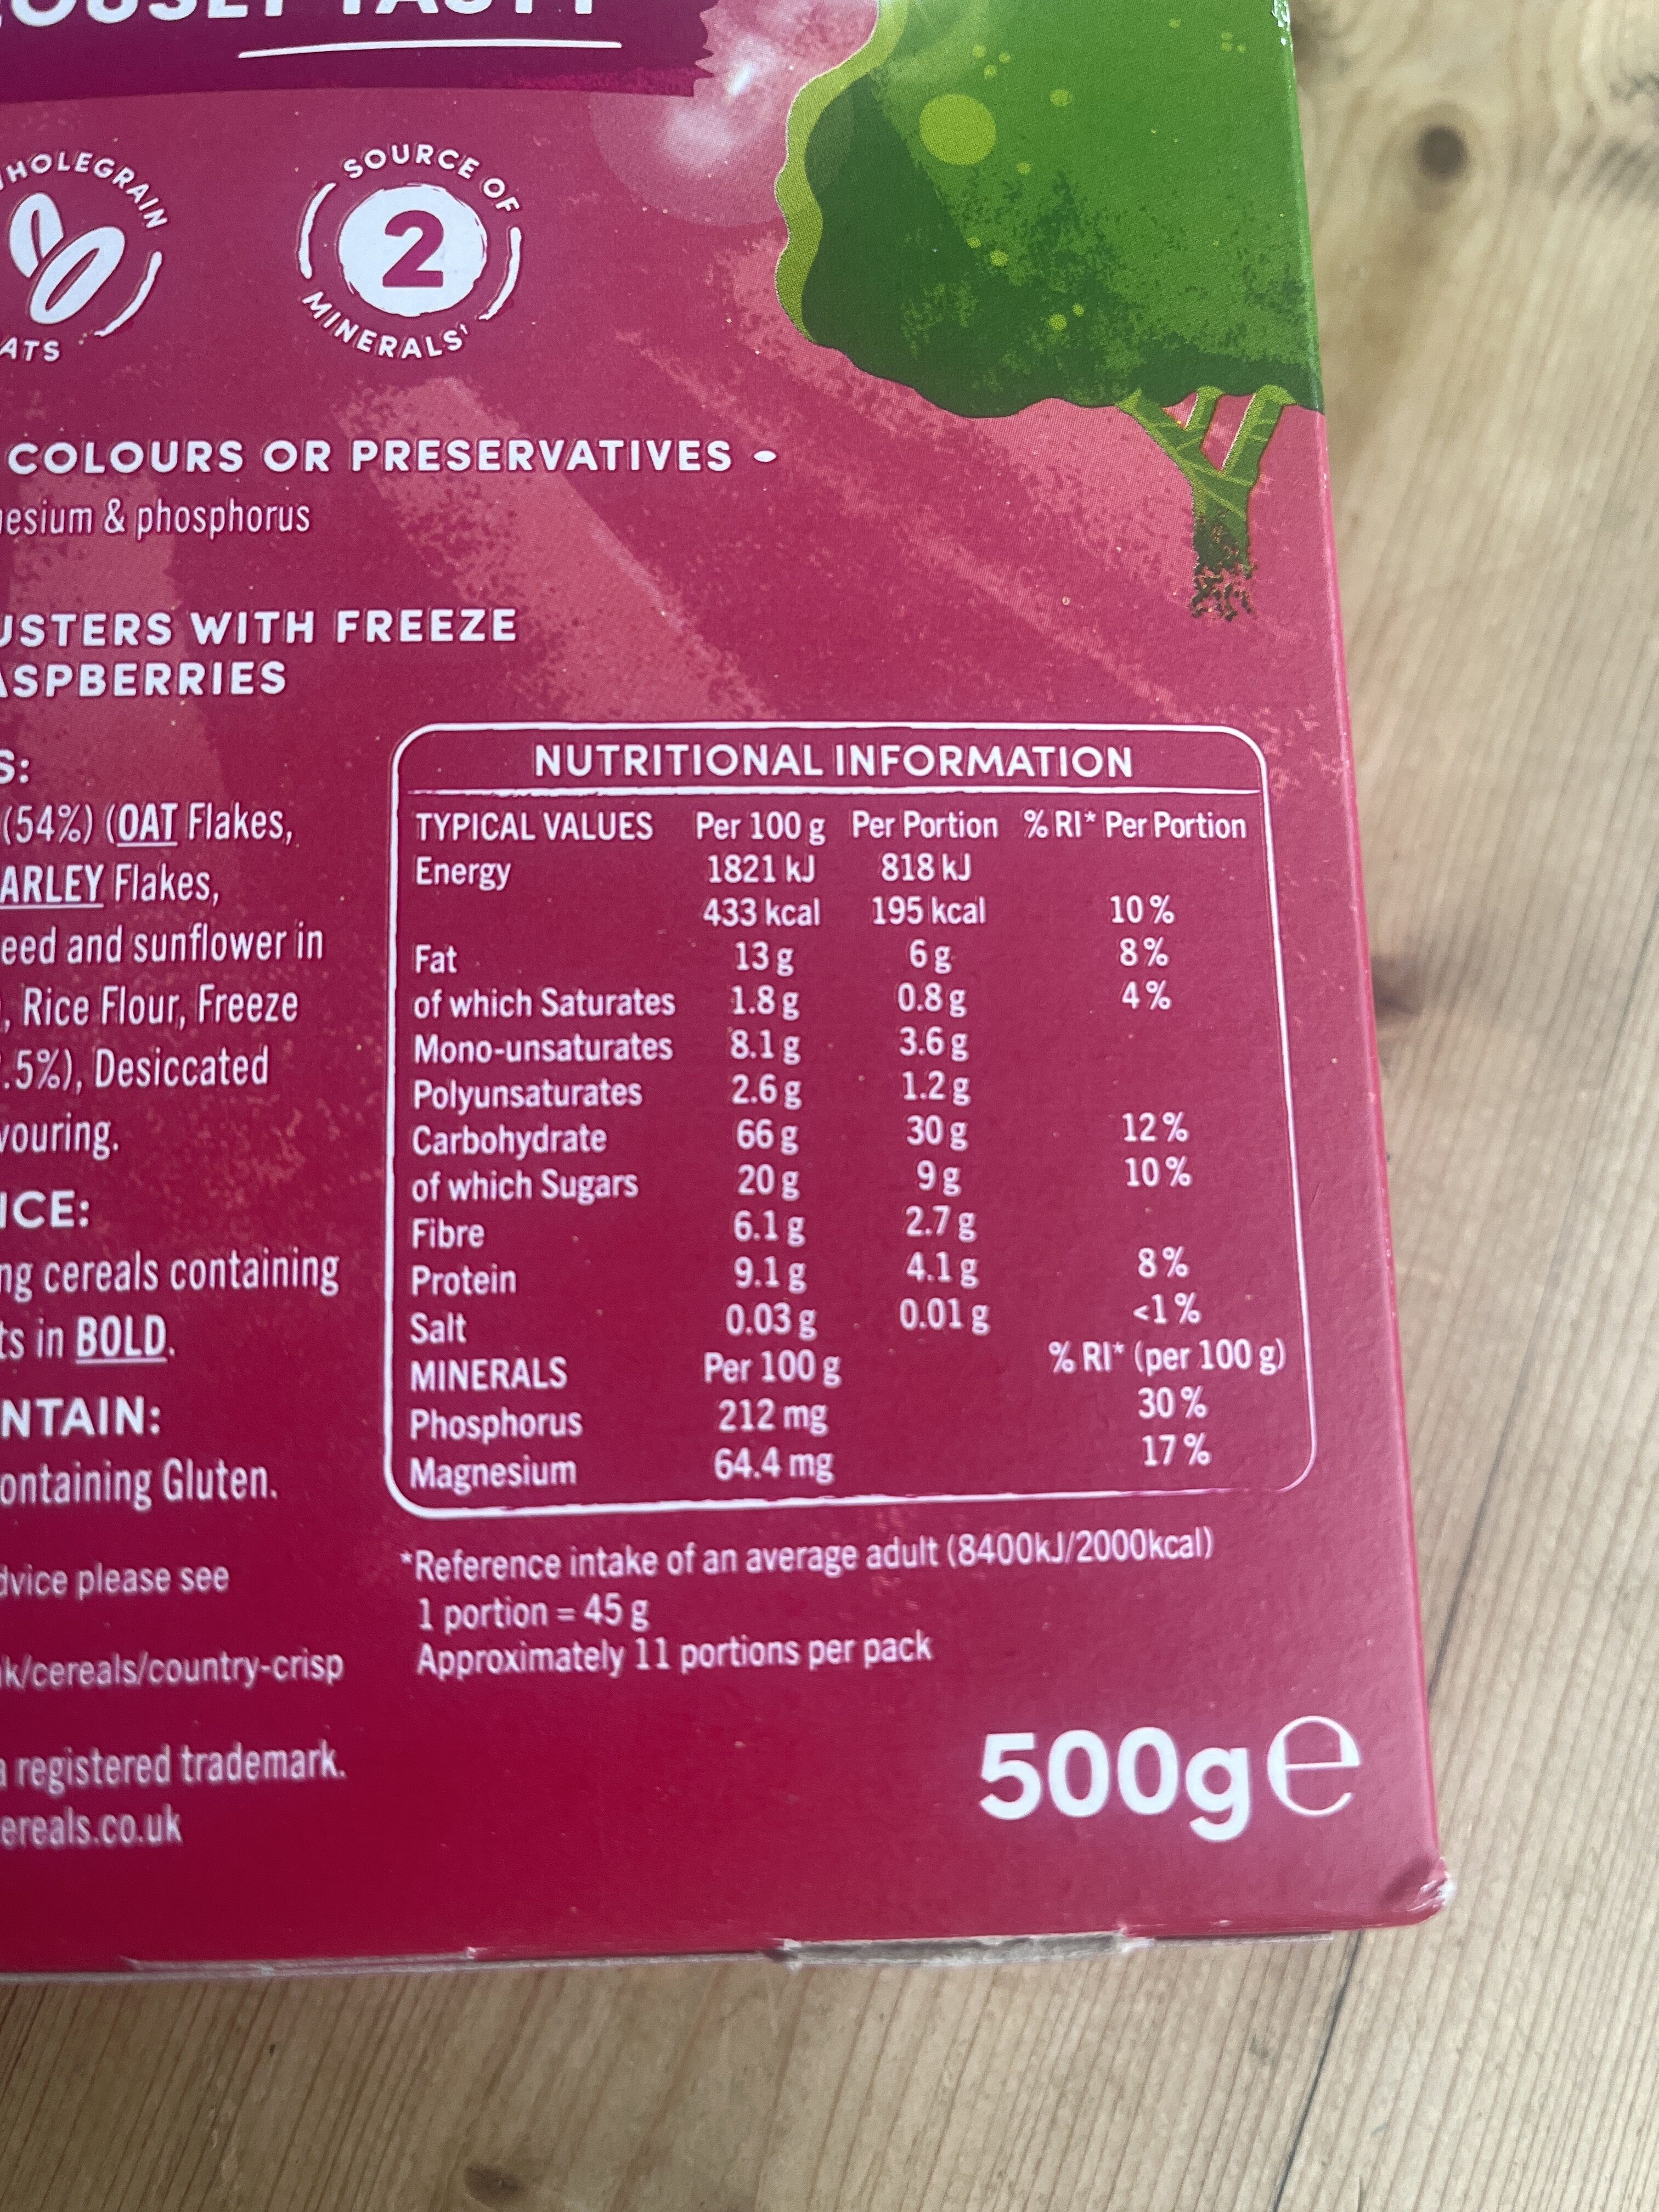 TASTY
WHOLEGRAIN
OATS
SOURCE OF
2
MINERALS¹
COLOURS OR PRESERVATIVES •
nesium & phosphorus
USTERS WITH FREEZE
ASPBERRIES
S:
(54%) (OAT Flakes,
ARLEY Flakes,
eed and sunflower in
, Rice Flour, Freeze
.5%), Desiccated
vouring.
ICE:
ng cereals containing
ts in BOLD.
NTAIN:
ontaining Gluten.
dvice please see
k/cereals/country-crisp
a registered trademark.
ereals.co.uk
NUTRITIONAL INFORMATION
TYPICAL VALUES Per 100 g Per Portion % RI* Per Portion
Energy 1821 kJ 818 kJ
433 kcal 195 kcal 10%
Fat 13 g 6 g 8%
of which Saturates 1.8 g 0.8 g 4%
Mono-unsaturates 8.1 g 3.6 g
Polyunsaturates 2.6 g 1.2 g
Carbohydrate 66 g 30 g 12%
of which Sugars 20 g 9 g 10%
Fibre 6.1 g 2.7 g
Protein 9.1 g 4.1 g 8%
Salt 0.03 g 0.01 g <1%
MINERALS Per 100 g % RI* (per 100 g)
Phosphorus 212 mg 30%
Magnesium 64.4 mg 17%
*Reference intake of an average adult (8400kJ/2000kcal)
1 portion = 45 g
Approximately 11 portions per pack
500g℮